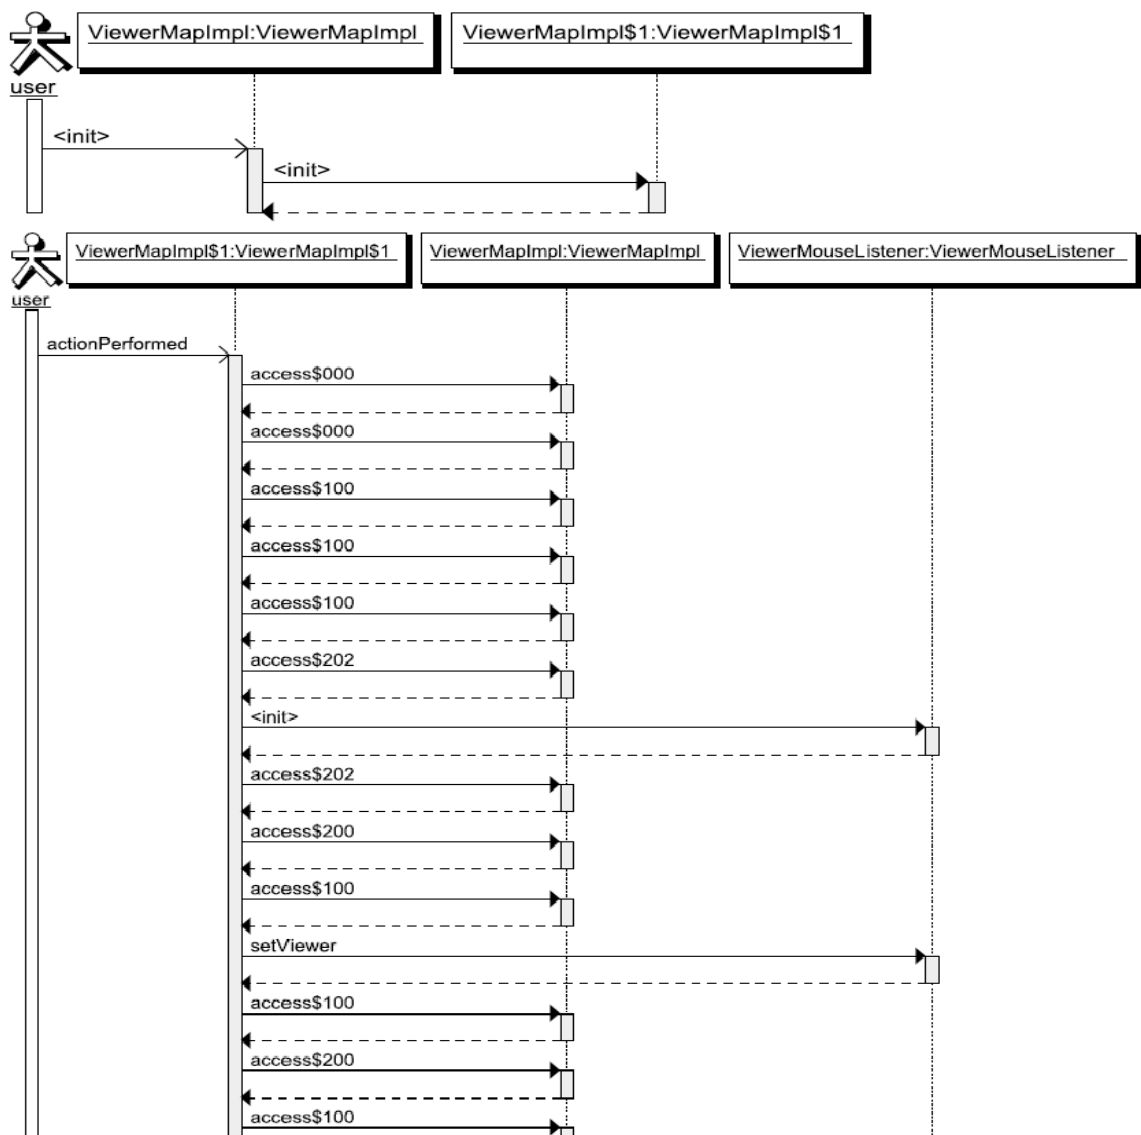 ViewerMapImpl:ViewerMapImpl
ViewerMapImpl$1:ViewerMapImpl$1
user
<init>
<init>
ViewerMapImpl$1:ViewerMapImpl$1
ViewerMapImpl:ViewerMapImpl
ViewerMouseListener:ViewerMouseListener
user
actionPerformed
access$000
access$000
access$100
access$100
access$100
access$202
<init>
access$202
access$200
access$100
setViewer
access$100
access$200
access$100